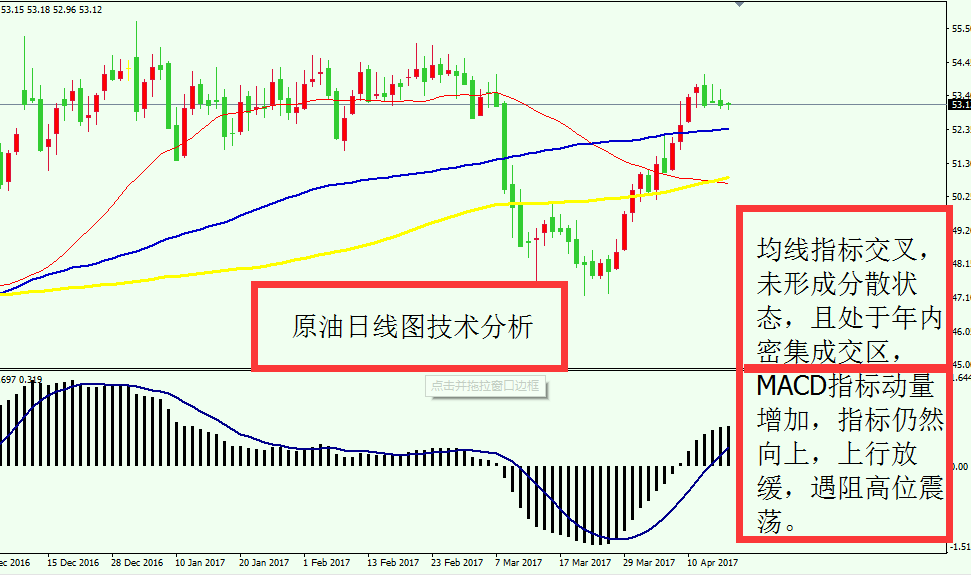 53.15 53.18 52.96 53.12
55.50
54.4
53.4
53.1
52.35
51.30
50.2
49.20
48.1
47.10
46.05
45.00
原油日线图技术分析
均线指标交叉，
未形成分散状
态，且处于年内
密集成交区，
MACD指标动量
增加，指标仍然
向上，上行放
缓，遇阻高位震
荡。
点击并拖拉窗口边框
697 0.319
.644
0.00
-1.51
ec 2016
15 Dec 2016
28 Dec 2016
10 Jan 2017
20 Jan 2017
1 Feb 2017
13 Feb 2017
23 Feb 2017
7 Mar 2017
17 Mar 2017
29 Mar 2017
10 Apr 2017